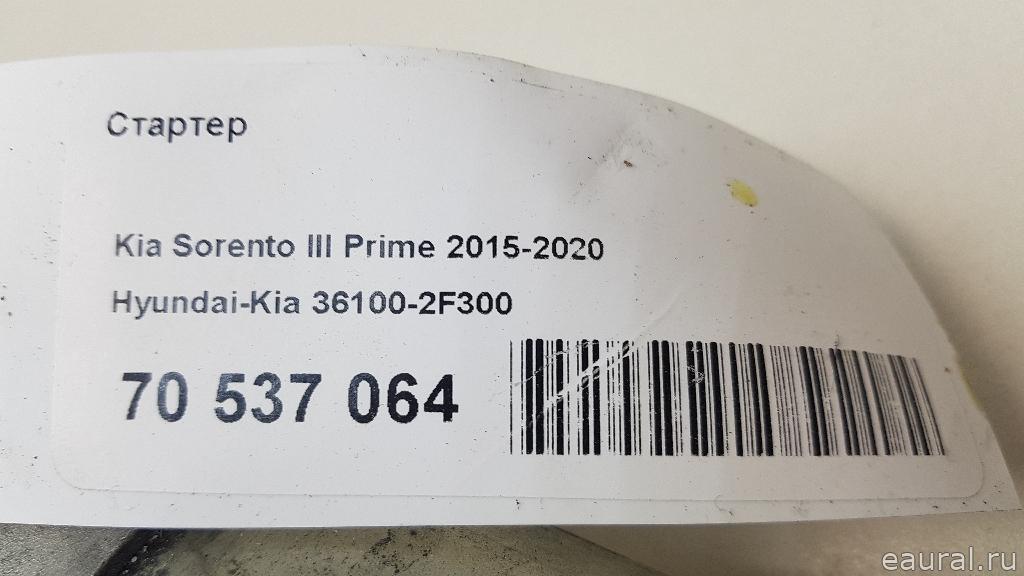 Стартер
Kia Sorento III Prime 2015-2020
Hyundai-Kia 36100-2F300
70 537 064
eaural.ru